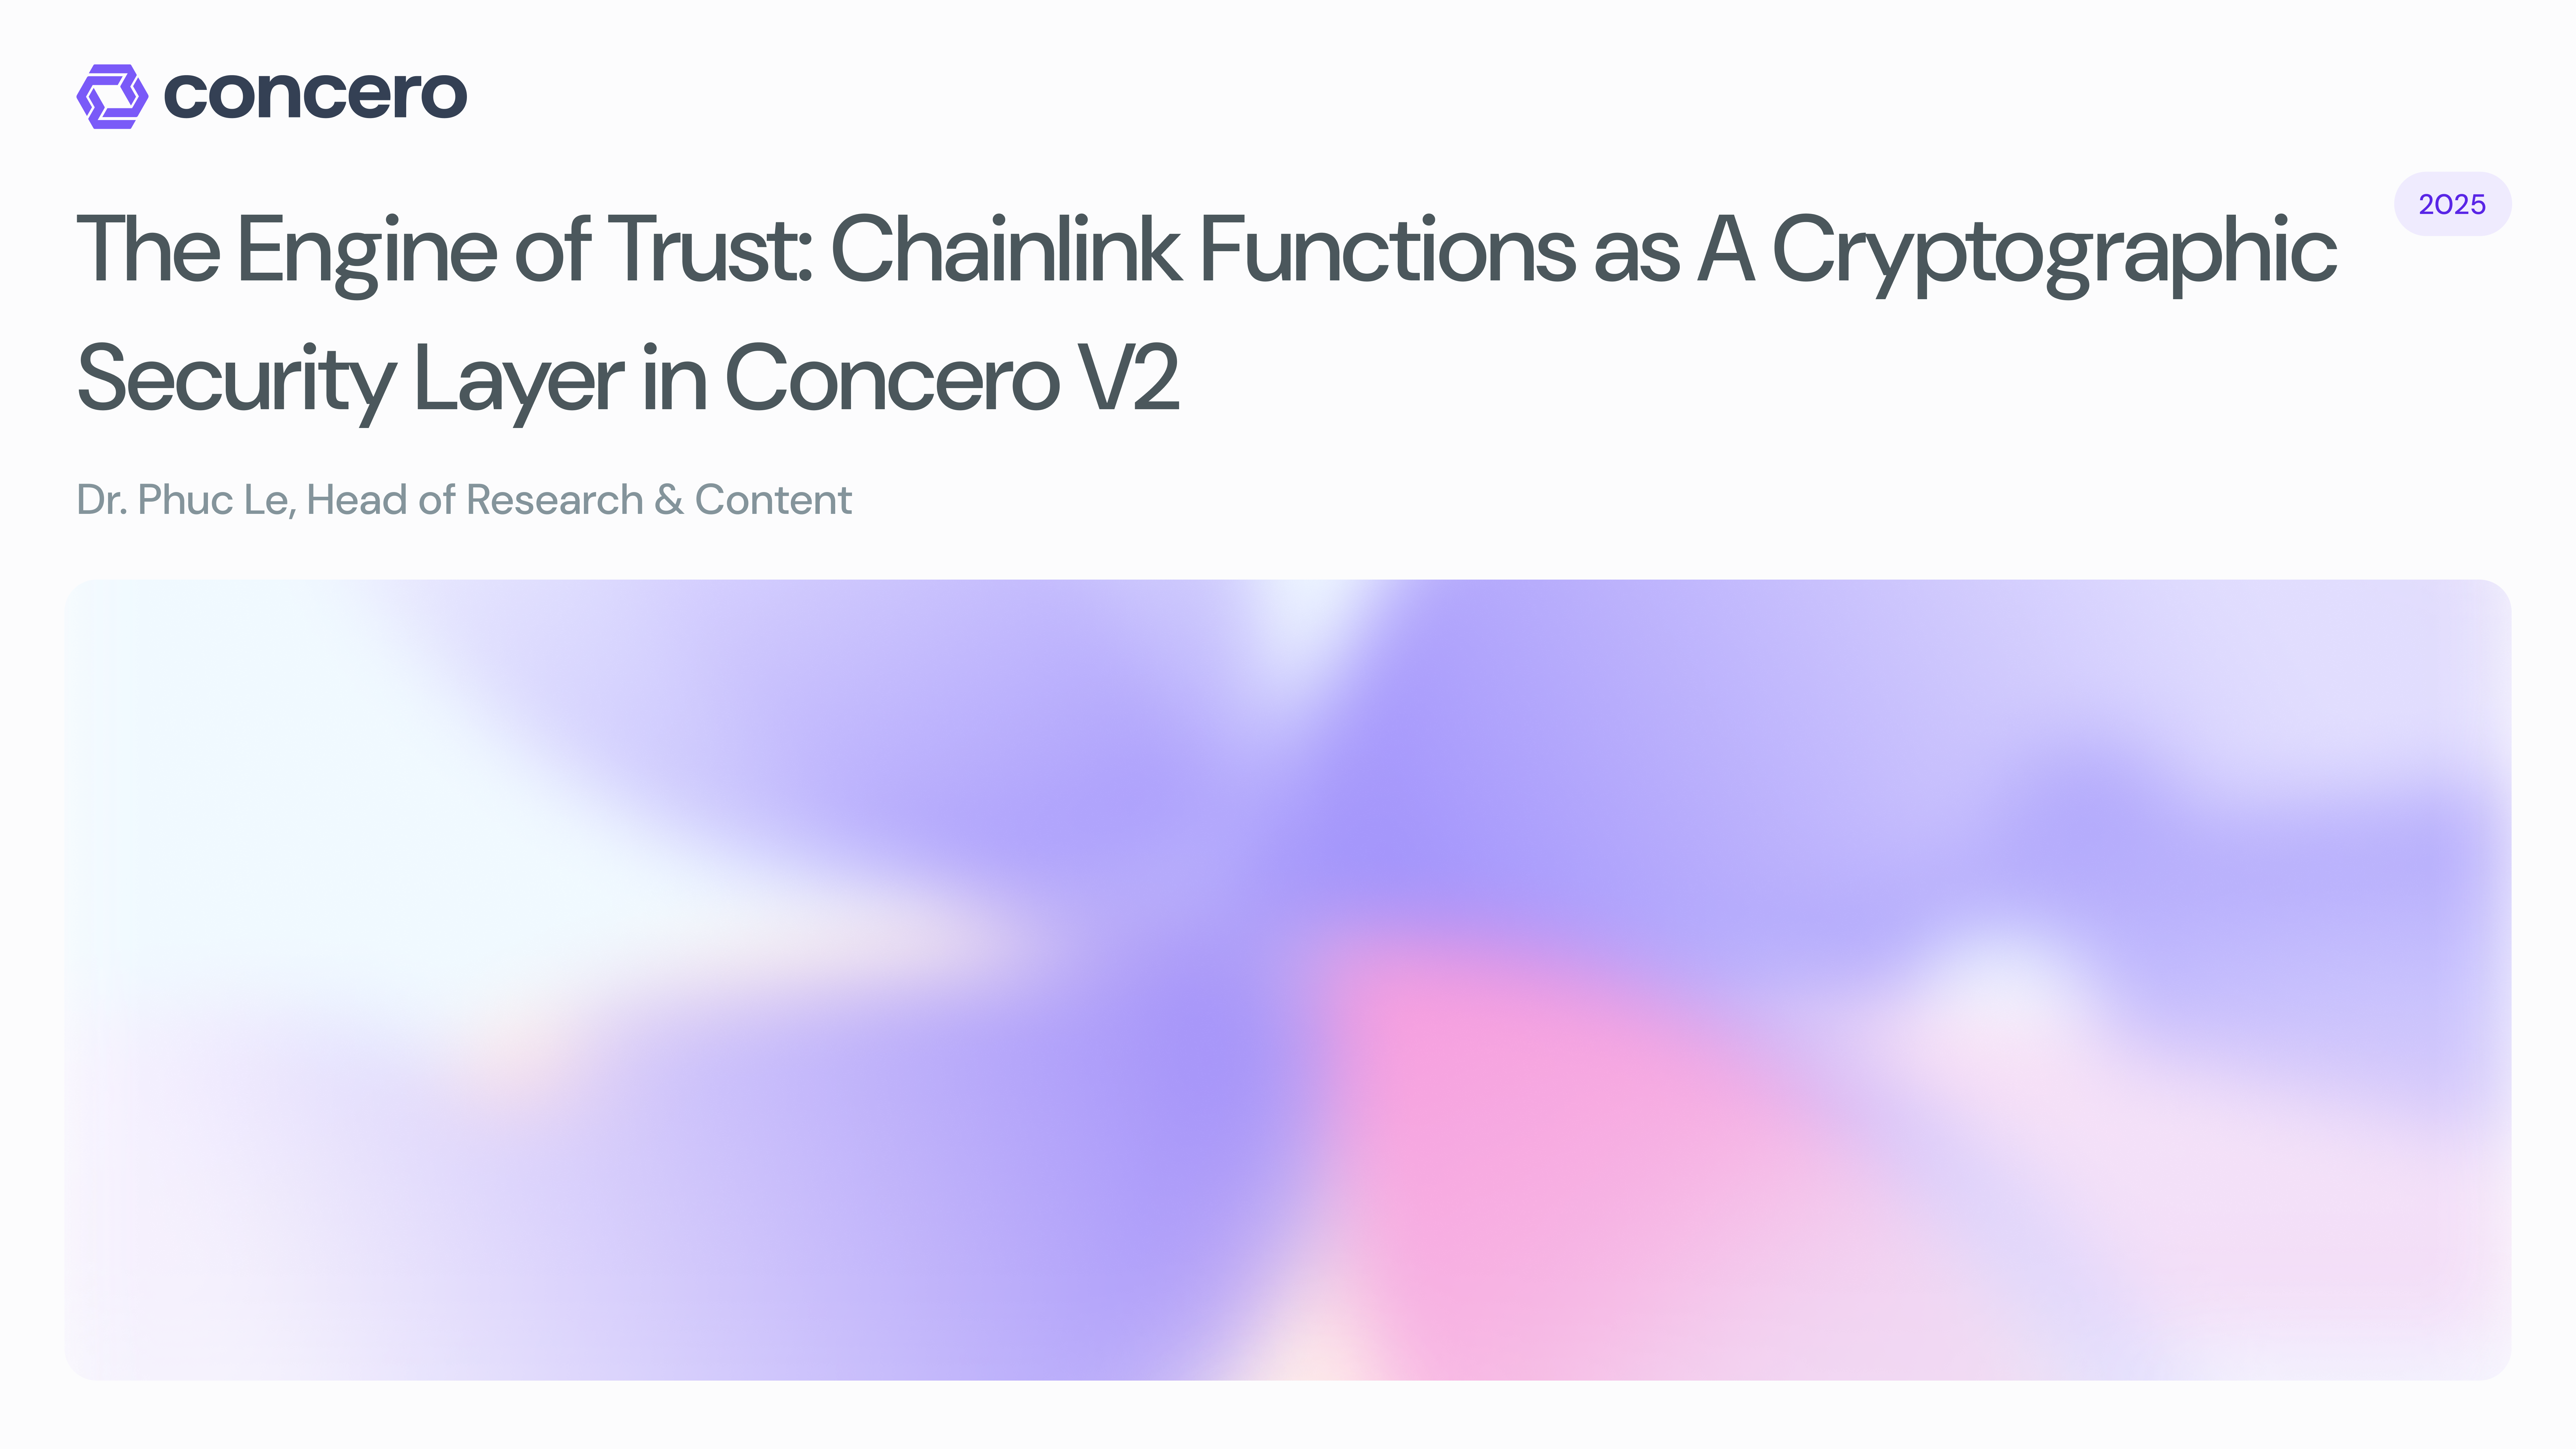 concero
2025
The Engine of Trust: Chainlink Functions as A Cryptographic
Security Layer in Concero V2
Dr. Phuc Le, Head of Research & Content